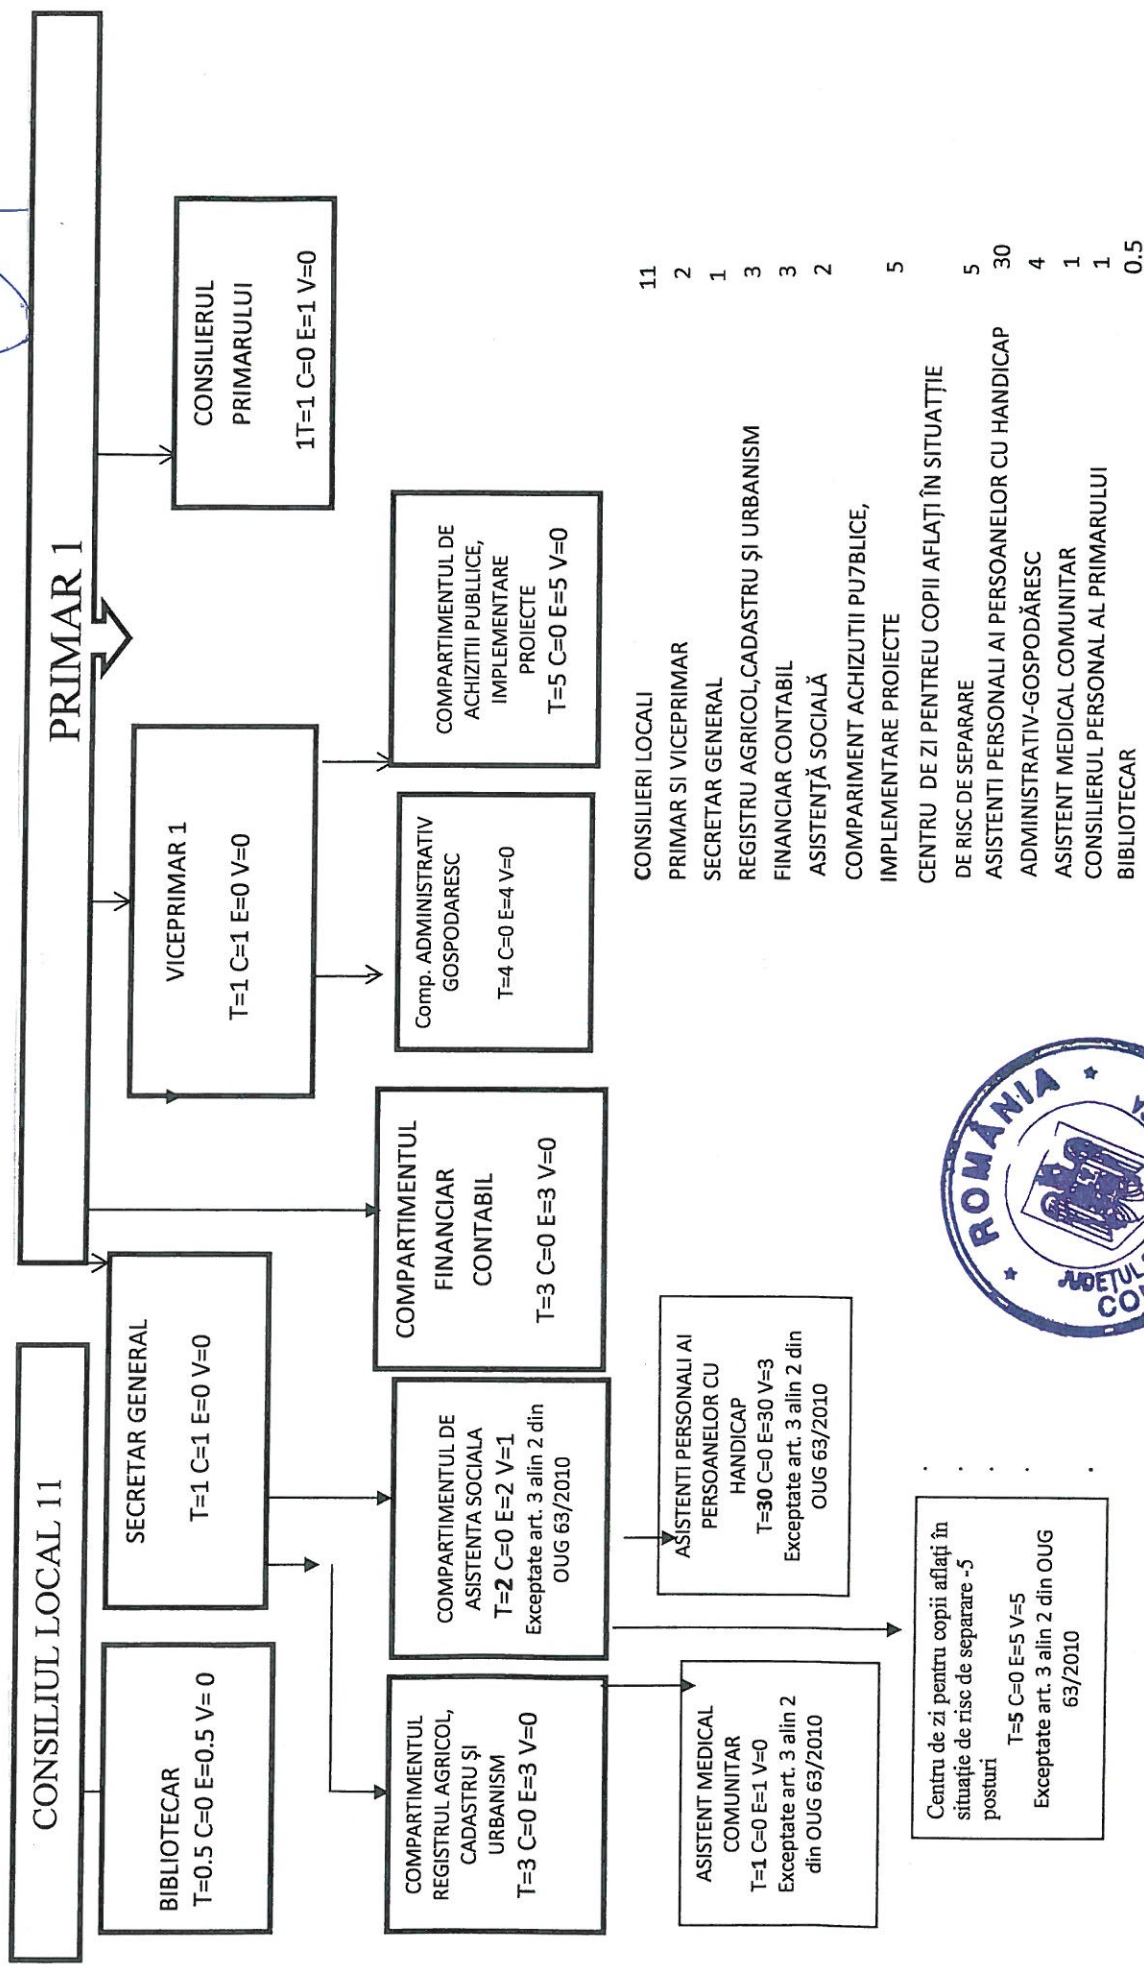 CONSILIUL LOCAL 11
PRIMAR 1
BIBLIOTECAR
T=0.5 C=0 E=0.5 V= 0
SECRETAR GENERAL
T=1 C=1 E=0 V=0
VICEPRIMAR 1
T=1 C=1 E=0 V=0
CONSILIERUL
PRIMARULUI
1T=1 C=0 E=1 V=0
COMPARTIMENTUL
REGISTRUL AGRICOL,
CADASTRU ȘI
URBANISM
T=3 C=0 E=3 V=0
COMPARTIMENTUL DE
ASISTENTA SOCIALA
T=2 C=0 E=2 V=1
Exceptate art. 3 alin 2 din
OUG 63/2010
COMPARTIMENTUL
FINANCIAR
CONTABIL
T=3 C=0 E=3 V=0
Comp. ADMINISTRATIV
GOSPODARESC
T=4 C=0 E=4 V=0
COMPARTIMENTUL DE
ACHIZITII PUBLLICE,
IMPLEMENTARE
PROIECTE
T=5 C=0 E=5 V=0
ASISTENT MEDICAL
COMUNITAR
T=1 C=0 E=1 V=0
Exceptate art. 3 alin 2
din OUG 63/2010
ASISTENTI PERSONALI AI
PERSOANELOR CU
HANDICAP
T=30 C=0 E=30 V=3
Exceptate art. 3 alin 2 din
OUG 63/2010
Centru de zi pentru copii aflați în
situație de risc de separare -5
posturi
T=5 C=0 E=5 V=5
Exceptate art. 3 alin 2 din OUG
63/2010
CONSILIERI LOCALI 11
PRIMAR SI VICEPRIMAR 2
SECRETAR GENERAL 1
REGISTRU AGRICOL,CADASTRU ȘI URBANISM 3
FINANCIAR CONTABIL 3
ASISTENȚĂ SOCIALĂ 2
COMPARIMENT ACHIZUTII PU7BLICE,
IMPLEMENTARE PROIECTE 5
CENTRU DE ZI PENTREU COPII AFLAȚI ÎN SITUATȚIE
DE RISC DE SEPARARE 5
ASISTENTI PERSONALI AI PERSOANELOR CU HANDICAP 30
ADMINISTRATIV-GOSPODĂRESC 4
ASISTENT MEDICAL COMUNITAR 1
CONSILIERUL PERSONAL AL PRIMARULUI 1
BIBLIOTECAR 0.5
ROMÂNIA
JUDEȚUL